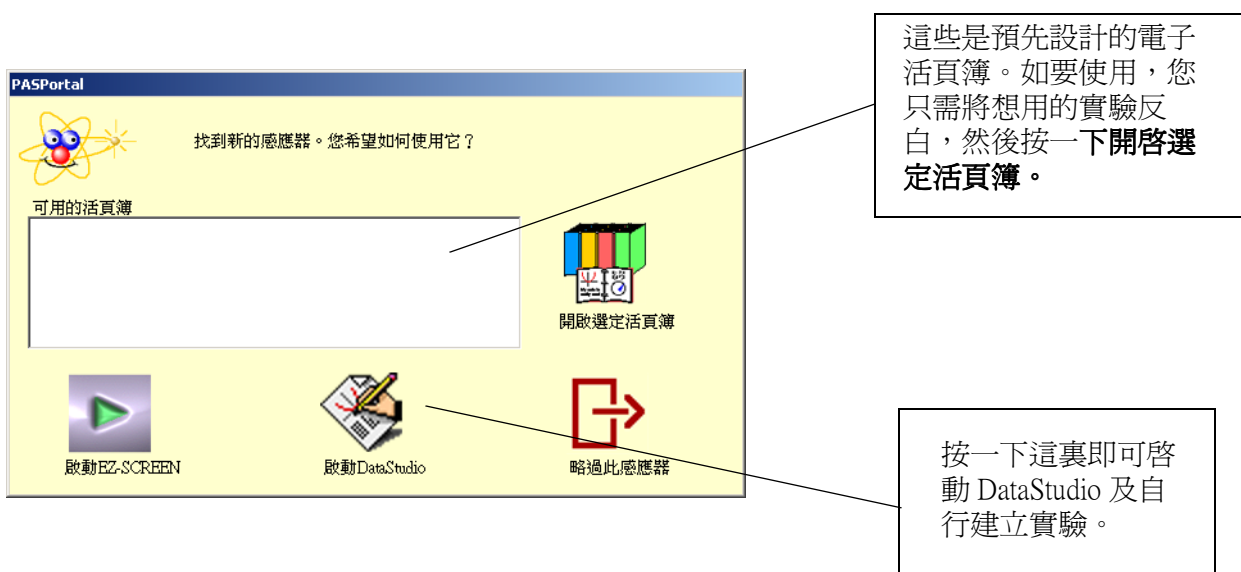 這些是預先設計的電子
活頁簿。如要使用，您
只需將想用的實驗反
白，然後按一下開啓選
定活頁簿。
PASPortal
找到新的感應器。您希望如何使用它？
可用的活頁簿
開啟選定活頁簿
啟動EZ-SCREEN
啟動DataStudio
略過此感應器
按一下這裏即可啓
動 DataStudio 及自
行建立實驗。